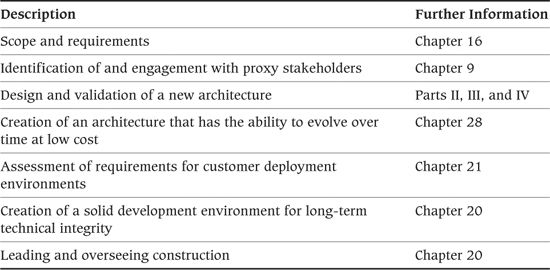 Description Further Information
Scope and requirements Chapter 16
Identification of and engagement with proxy stakeholders Chapter 9
Design and validation of a new architecture Parts II, III, and IV
Creation of an architecture that has the ability to evolve over Chapter 28
time at low cost
Assessment of requirements for customer deployment Chapter 21
environments
Creation of a solid development environment for long-term Chapter 20
technical integrity
Leading and overseeing construction Chapter 20